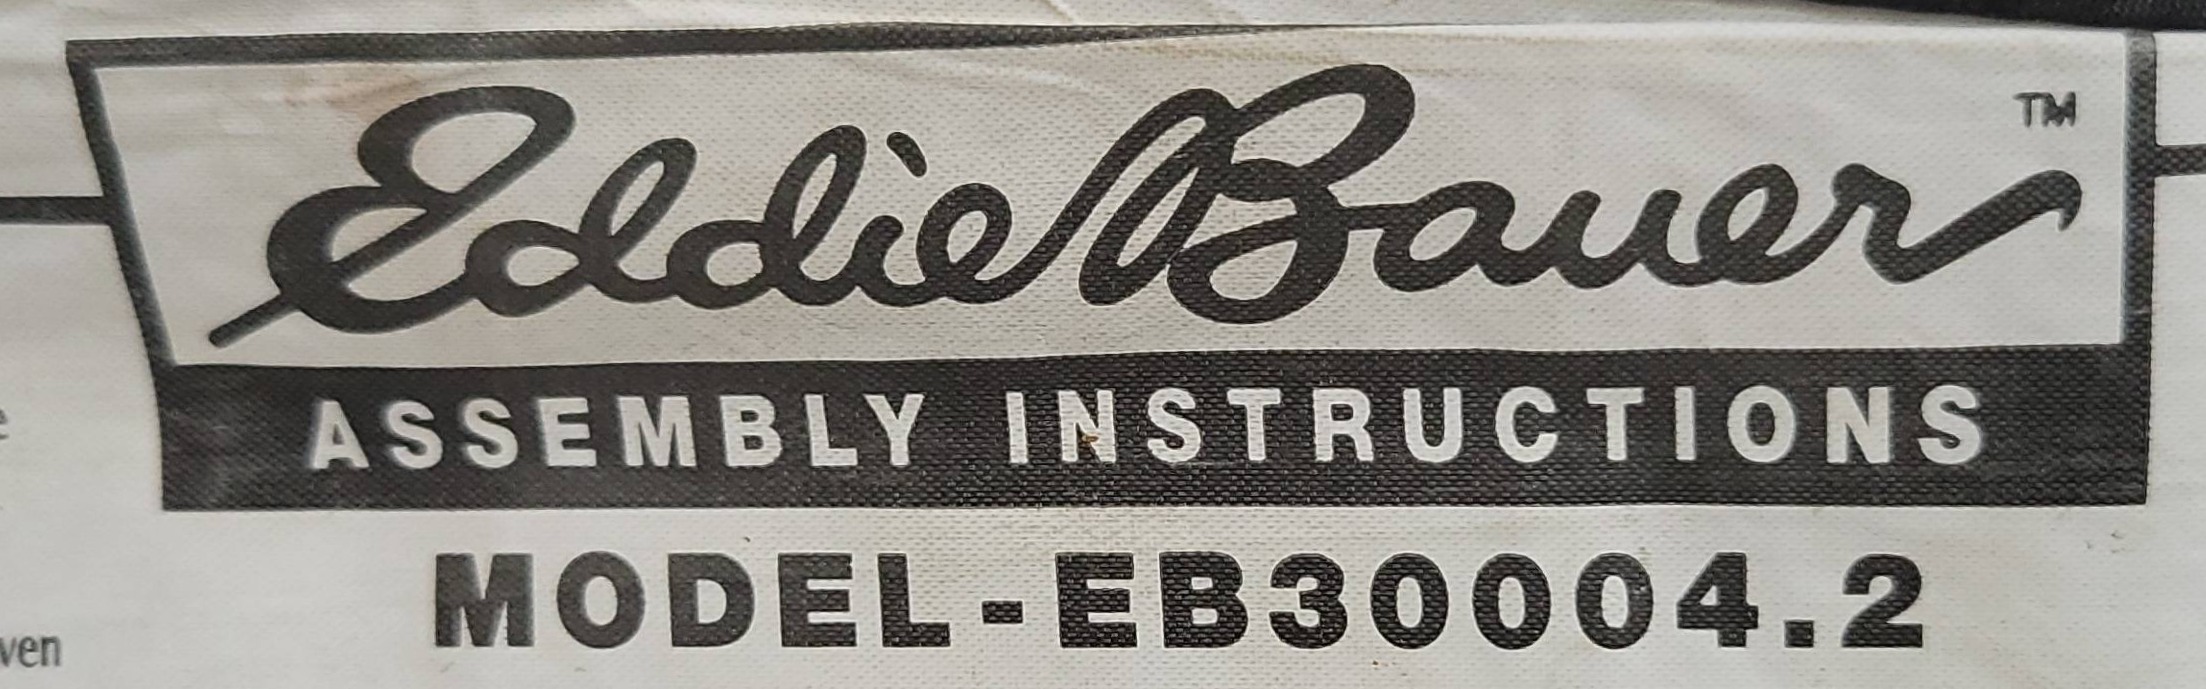 Eddie Bauer ™
ASSEMBLY INSTRUCTIONS
MODEL-EB30004.2